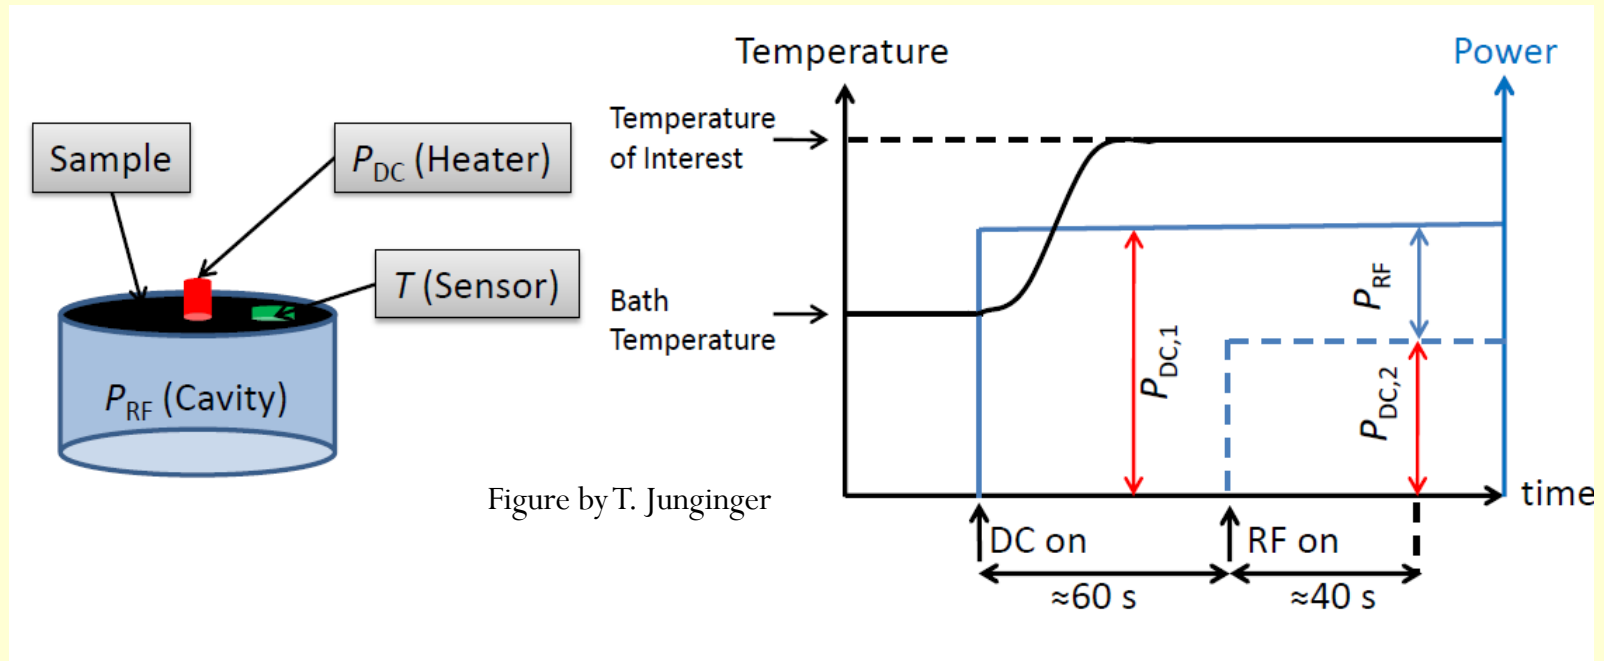 Temperature
Power
Temperature
of Interest
Sample
P_DC (Heater)
T (Sensor)
P_RF
Bath
Temperature
P_DC,1
P_RF (Cavity)
P_DC,2
Figure by T. Junginger
time
DC on
RF on
≈60 s
≈40 s